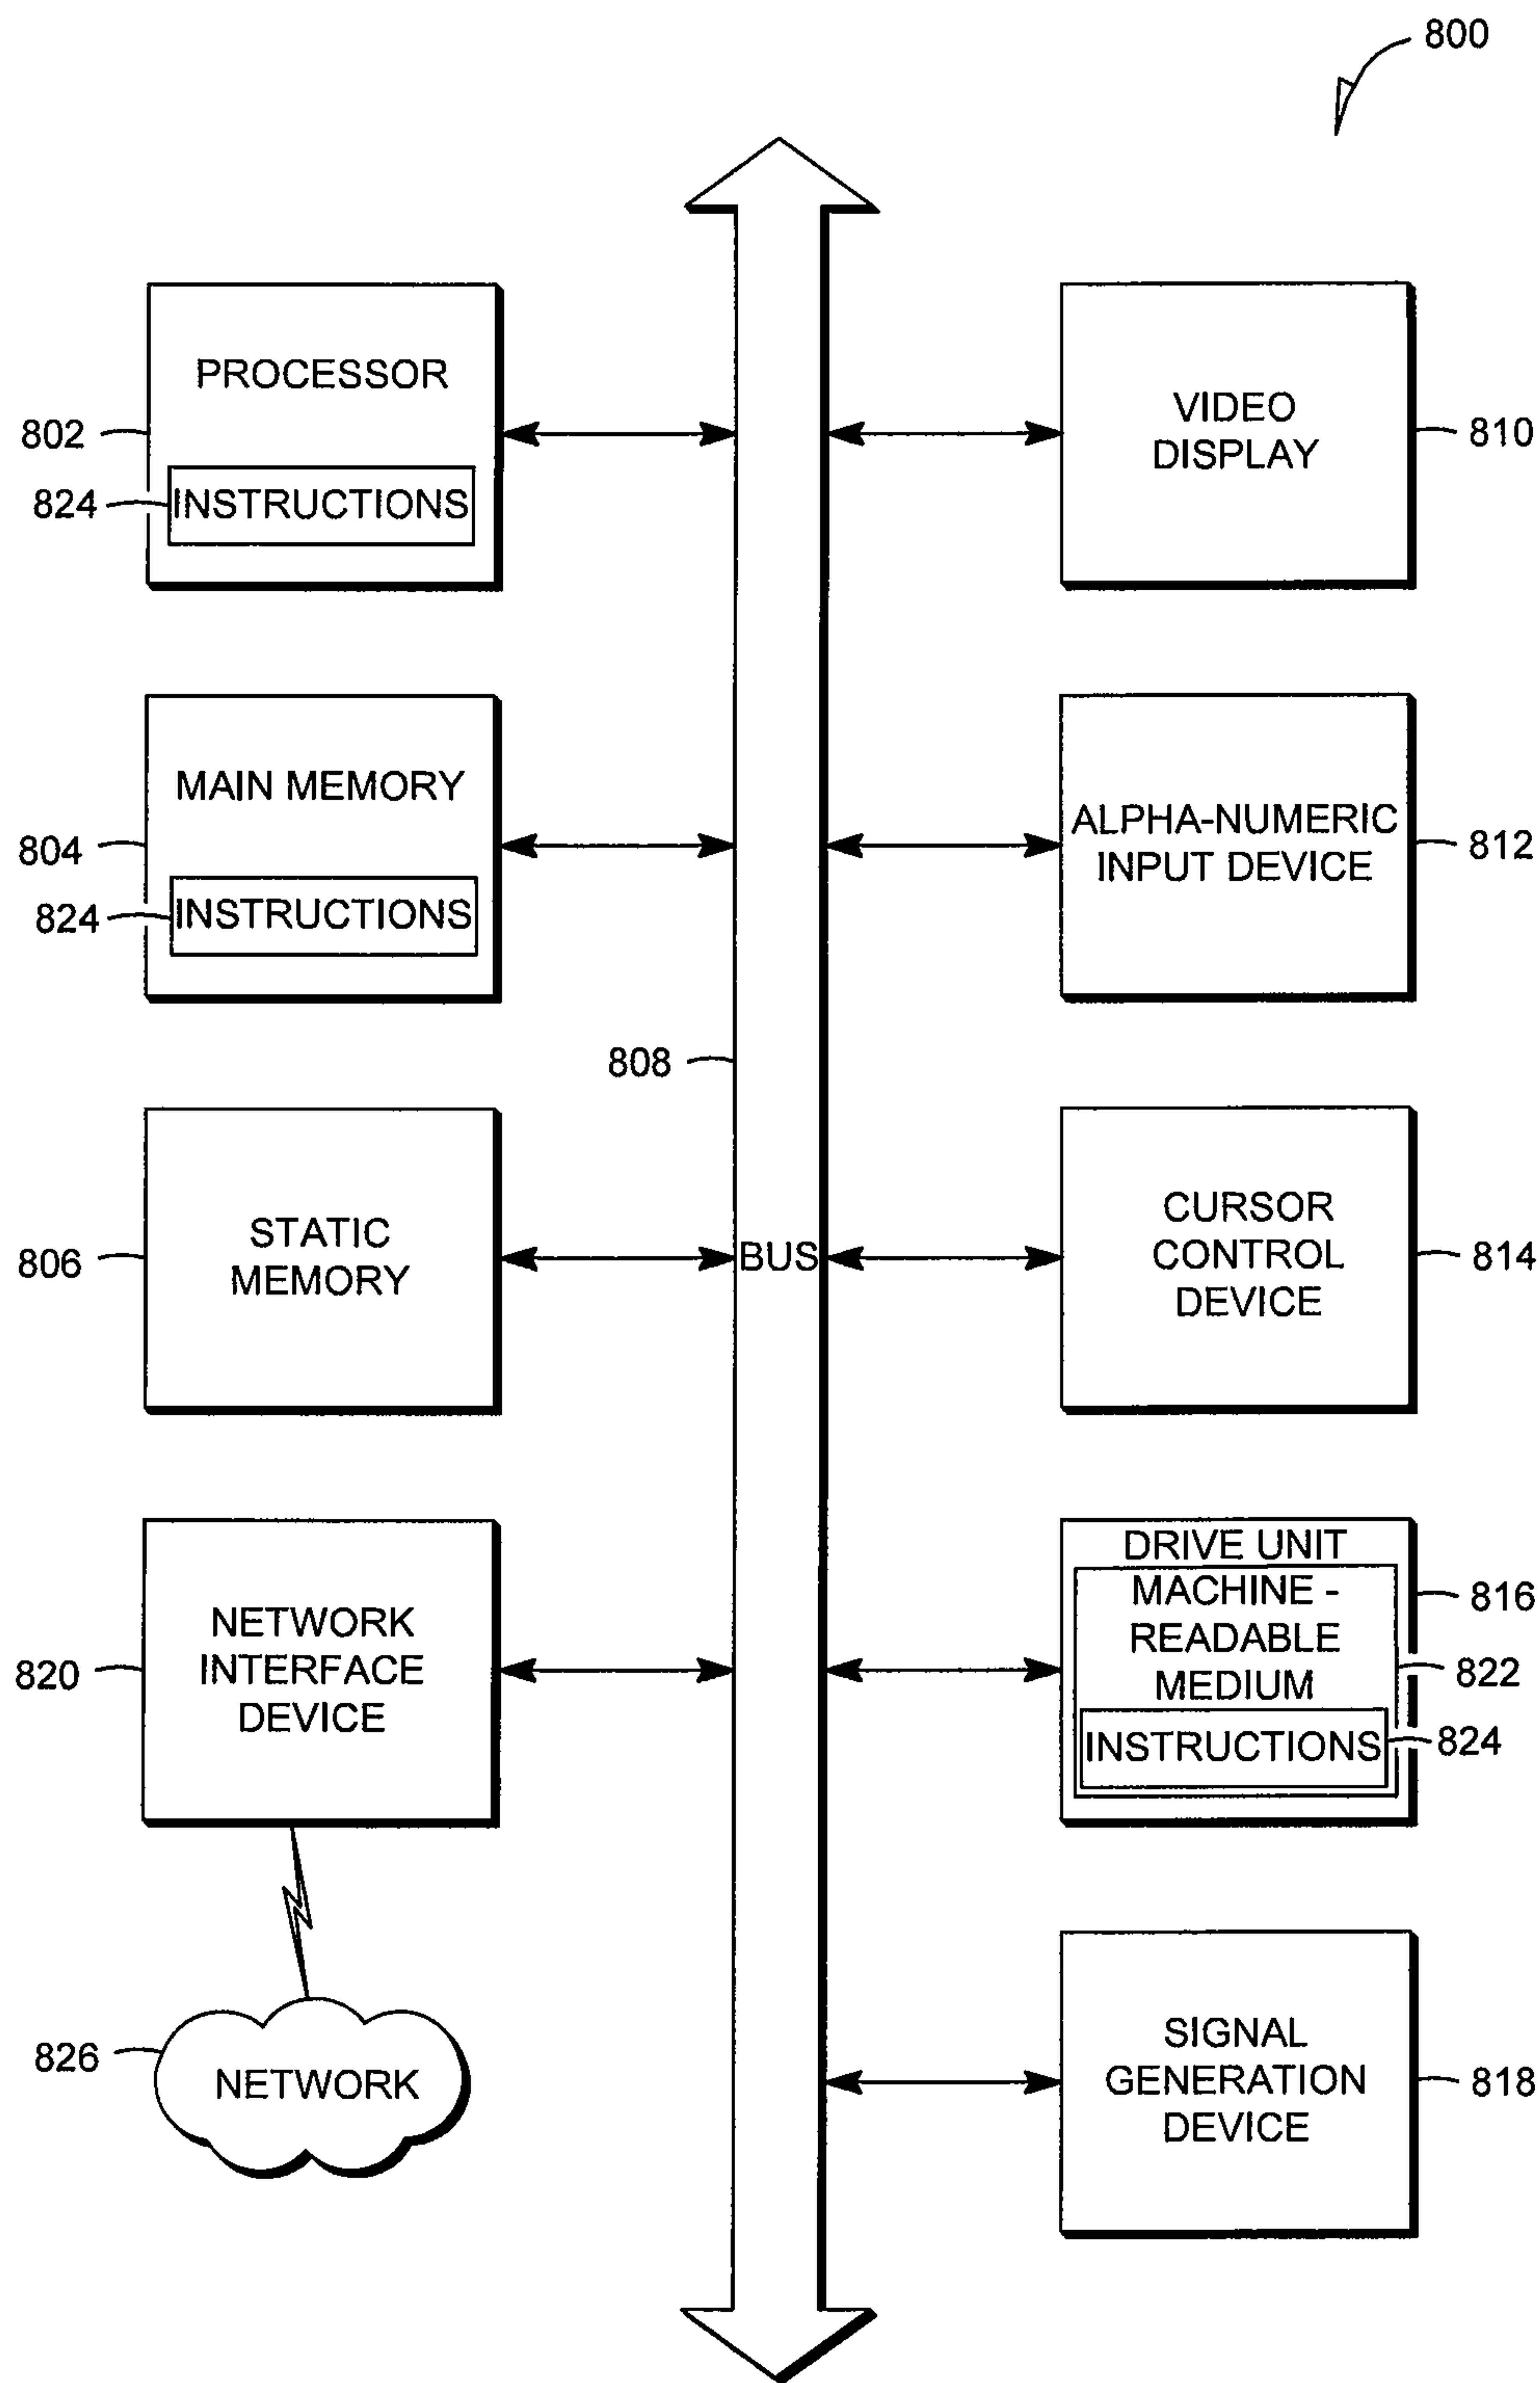 800
PROCESSOR
802
824
INSTRUCTIONS
VIDEO
DISPLAY
810
MAIN MEMORY
804
824
INSTRUCTIONS
ALPHA-NUMERIC
INPUT DEVICE
812
808
STATIC
MEMORY
806
BUS
CURSOR
CONTROL
DEVICE
814
NETWORK
INTERFACE
DEVICE
820
DRIVE UNIT
MACHINE -
READABLE
MEDIUM
816
822
INSTRUCTIONS
824
826
NETWORK
SIGNAL
GENERATION
DEVICE
818